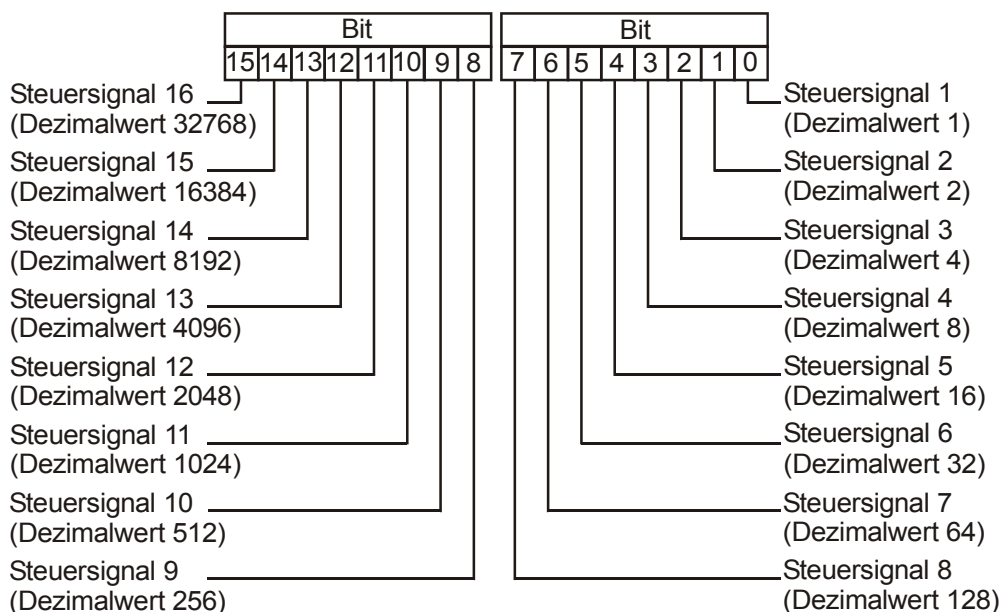 Bit
Bit
15 14 13 12 11 10 9 8
7 6 5 4 3 2 1 0
Steuersignal 16
(Dezimalwert 32768)
Steuersignal 15
(Dezimalwert 16384)
Steuersignal 14
(Dezimalwert 8192)
Steuersignal 13
(Dezimalwert 4096)
Steuersignal 12
(Dezimalwert 2048)
Steuersignal 11
(Dezimalwert 1024)
Steuersignal 10
(Dezimalwert 512)
Steuersignal 9
(Dezimalwert 256)
Steuersignal 1
(Dezimalwert 1)
Steuersignal 2
(Dezimalwert 2)
Steuersignal 3
(Dezimalwert 4)
Steuersignal 4
(Dezimalwert 8)
Steuersignal 5
(Dezimalwert 16)
Steuersignal 6
(Dezimalwert 32)
Steuersignal 7
(Dezimalwert 64)
Steuersignal 8
(Dezimalwert 128)